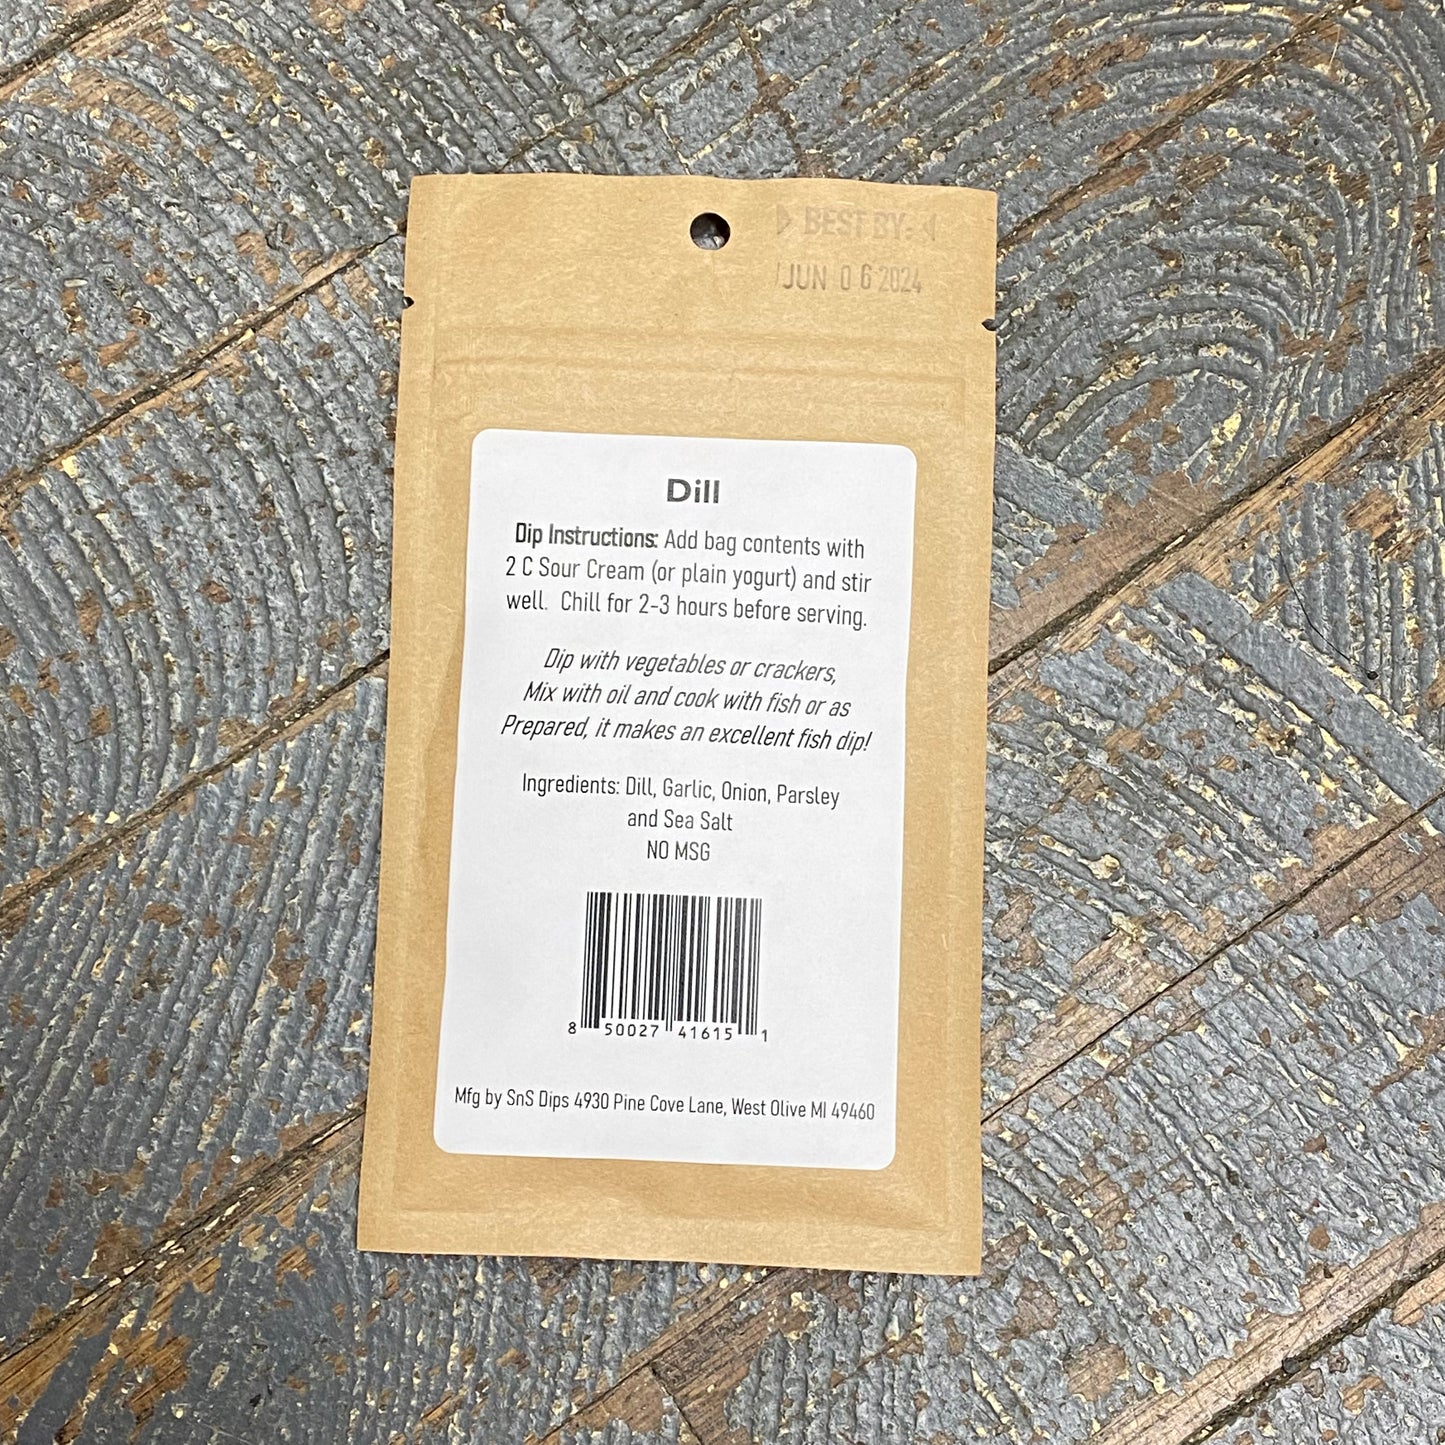 BEST BY:
JUN 06 2024
Dill
Dip Instructions: Add bag contents with
2 C Sour Cream (or plain yogurt) and stir
well. Chill for 2-3 hours before serving.
Dip with vegetables or crackers,
Mix with oil and cook with fish or as
Prepared, it makes an excellent fish dip!
Ingredients: Dill, Garlic, Onion, Parsley
and Sea Salt
NO MSG
8 50027 41615 1
Mfg by SnS Dips 4930 Pine Cove Lane, West Olive MI 49460